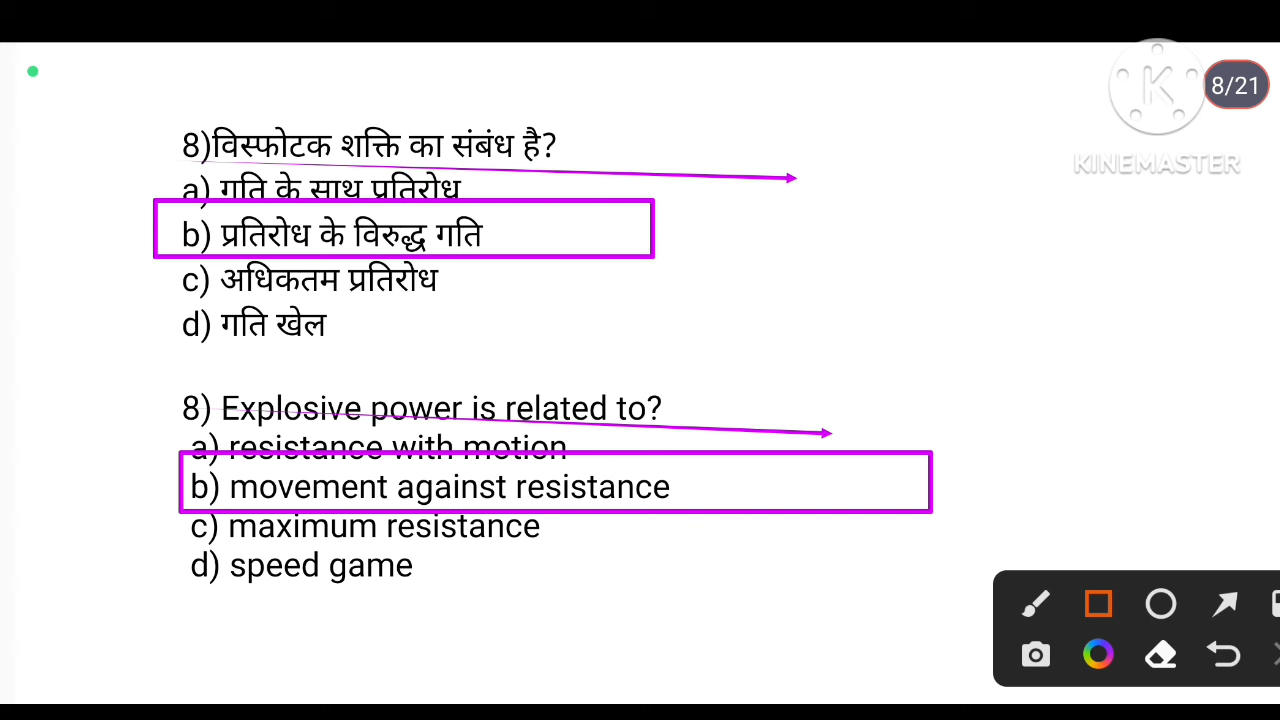 8/21
KINEMASTER
8)विस्फोटक शक्ति का संबंध है?
a) गति के साथ प्रतिरोध
b) प्रतिरोध के विरुद्ध गति
c) अधिकतम प्रतिरोध
d) गति खेल
8) Explosive power is related to?
a) resistance with motion
b) movement against resistance
c) maximum resistance
d) speed game